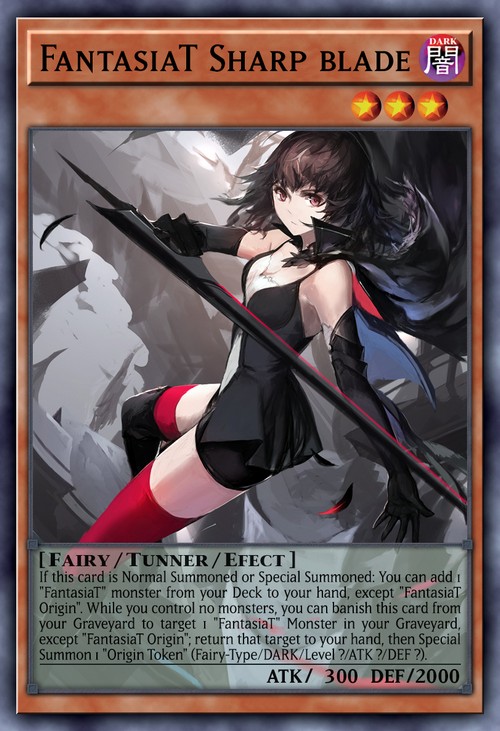 FantasiaT Sharp blade
DARK
闇
[ Fairy / Tunner / Efect ]
If this card is Normal Summoned or Special Summoned: You can add 1
"FantasiaT" monster from your Deck to your hand, except "FantasiaT
Origin". While you control no monsters, you can banish this card from
your Graveyard to target 1 "FantasiaT" Monster in your Graveyard,
except "FantasiaT Origin"; return that target to your hand, then Special
Summon 1 "Origin Token" (Fairy-Type/DARK/Level ?/ATK ?/DEF ?).
ATK/ 300 DEF/2000